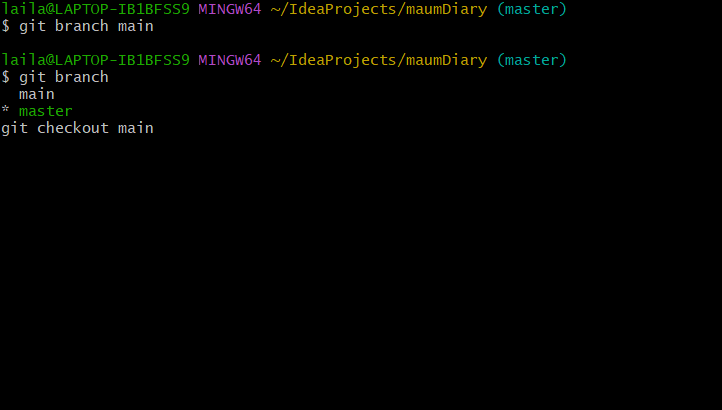 laila@LAPTOP-IB1BFSS9 MINGW64 ~/IdeaProjects/maumDiary (master)
$ git branch main
laila@LAPTOP-IB1BFSS9 MINGW64 ~/IdeaProjects/maumDiary (master)
$ git branch
  main
* master
git checkout main